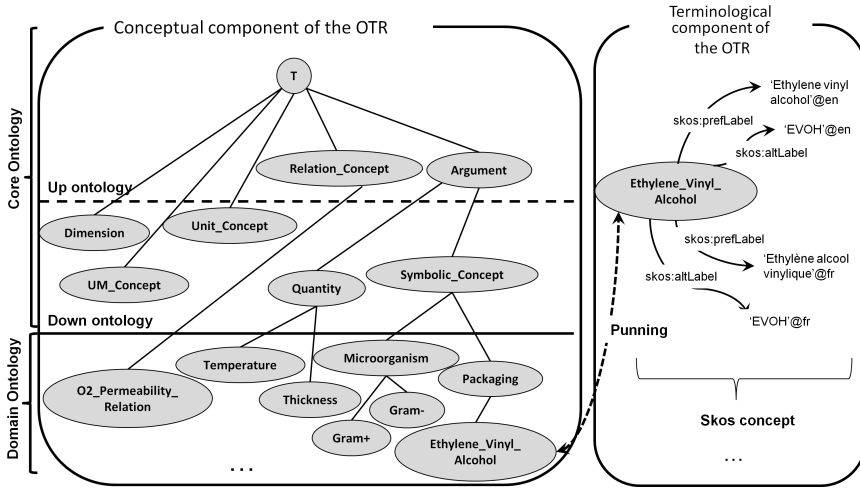 Conceptual component of the OTR
Terminological
component of
the OTR
Core Ontology
Domain Ontology
T
Relation_Concept
Argument
Up ontology
Dimension
Unit_Concept
UM_Concept
Quantity
Symbolic_Concept
Down ontology
Temperature
Microorganism
O2_Permeability_
Relation
Thickness
Packaging
Gram-
Gram+
Ethylene_Vinyl_
Alcohol
...
'Ethylene vinyl
alcohol'@en
skos:prefLabel
'EVOH'@en
skos:altLabel
Ethylene_Vinyl_
Alcohol
skos:prefLabel
'Ethylène alcool
vinylique'@fr
skos:altLabel
'EVOH'@fr
Punning
Skos concept
...